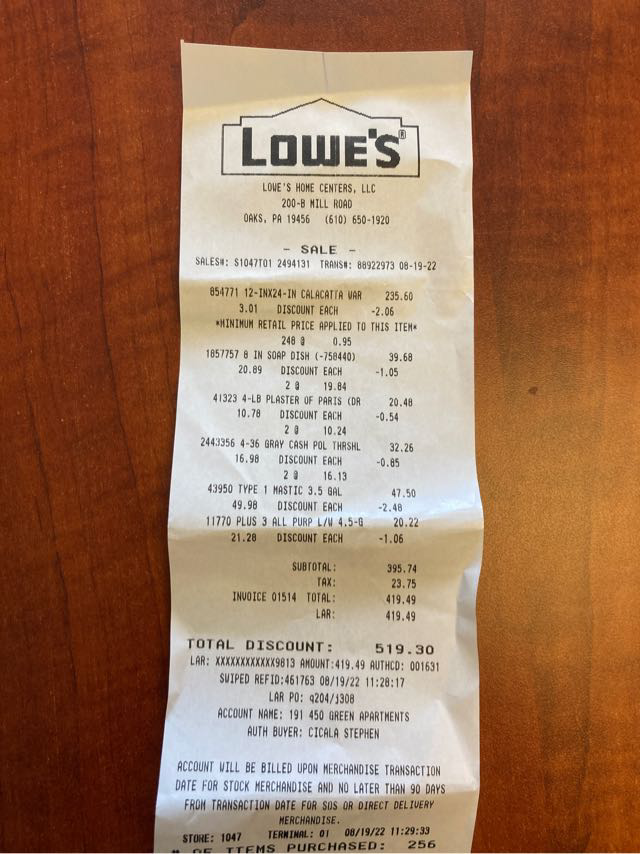 LOWE'S®
LOWE'S HOME CENTERS, LLC
200-B MILL ROAD
OAKS, PA 19456 (610) 650-1920
- SALE -
SALES#: S1047TO1 2494131 TRANS#: 88922973 08-19-22
854771 12-INX24-IN CALACATTA WAR 235.60
3.01 DISCOUNT EACH -2.06
*MINIMUM RETAIL PRICE APPLIED TO THIS ITEM*
248 @ 0.95
1857757 8 IN SOAP DISH (-758440) 39.68
20.89 DISCOUNT EACH -1.05
2 @ 19.84
41323 4-LB PLASTER OF PARIS (DR 20.48
10.78 DISCOUNT EACH -0.54
2 @ 10.24
2443356 4-36 GRAY CASH POL THRSHL 32.26
16.98 DISCOUNT EACH -0.85
2 @ 16.13
43950 TYPE 1 MASTIC 3.5 GAL 47.50
49.98 DISCOUNT EACH -2.48
11770 PLUS 3 ALL PURP L/W 4.5-G 20.22
21.28 DISCOUNT EACH -1.06
SUBTOTAL: 395.74
TAX: 23.75
INVOICE 01514 TOTAL: 419.49
LAR: 419.49
TOTAL DISCOUNT: 519.30
LAR: XXXXXXXXXXXX9813 AMOUNT:419.49 AUTHCD: 001631
SWIPED REFID:461763 08/19/22 11:28:17
LAR PO: q204/j308
ACCOUNT NAME: 191 450 GREEN APARTMENTS
AUTH BUYER: CICALA STEPHEN
ACCOUNT WILL BE BILLED UPON MERCHANDISE TRANSACTION
DATE FOR STOCK MERCHANDISE AND NO LATER THAN 90 DAYS
FROM TRANSACTION DATE FOR SOS OR DIRECT DELIVERY
MERCHANDISE.
STORE: 1047 TERMINAL: 01 08/19/22 11:29:33
# OF ITEMS PURCHASED: 256